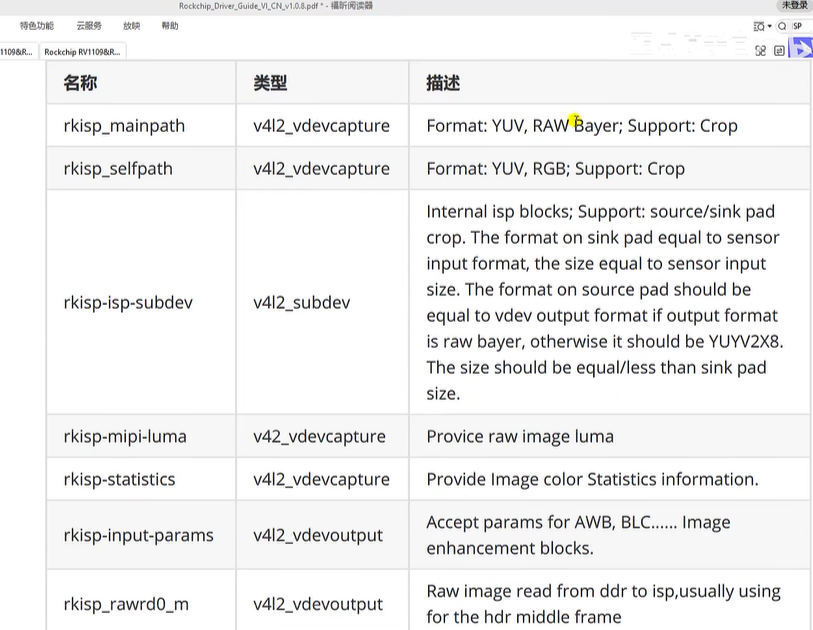 Rockchip_Driver_Guide_VI_CN_v1.0.8.pdf * - 福昕阅读器
未登录
特色功能 云服务 放映 帮助
SP
1109&R... Rockchip RV1109&R...
名称 类型 描述
rkisp_mainpath v4l2_vdevcapture Format: YUV, RAW Bayer; Support: Crop
rkisp_selfpath v4l2_vdevcapture Format: YUV, RGB; Support: Crop
Internal isp blocks; Support: source/sink pad
crop. The format on sink pad equal to sensor
input format, the size equal to sensor input
size. The format on source pad should be
rkisp-isp-subdev v4l2_subdev equal to vdev output format if output format
is raw bayer, otherwise it should be YUYV2X8.
The size should be equal/less than sink pad
size.
rkisp-mipi-luma v42_vdevcapture Provice raw image luma
rkisp-statistics v4l2_vdevcapture Provide Image color Statistics information.
rkisp-input-params v4l2_vdevoutput Accept params for AWB, BLC...... Image
enhancement blocks.
rkisp_rawrd0_m v4l2_vdevoutput Raw image read from ddr to isp,usually using
for the hdr middle frame